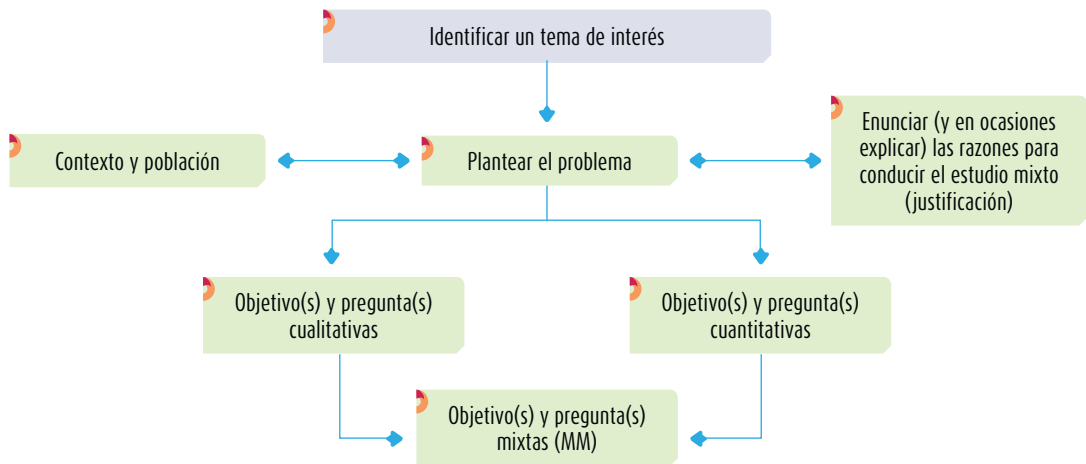 Identificar un tema de interés
Contexto y población
Plantear el problema
Enunciar (y en ocasiones
explicar) las razones para
conducir el estudio mixto
(justificación)
Objetivo(s) y pregunta(s)
cualitativas
Objetivo(s) y pregunta(s)
cuantitativas
Objetivo(s) y pregunta(s)
mixtas (MM)